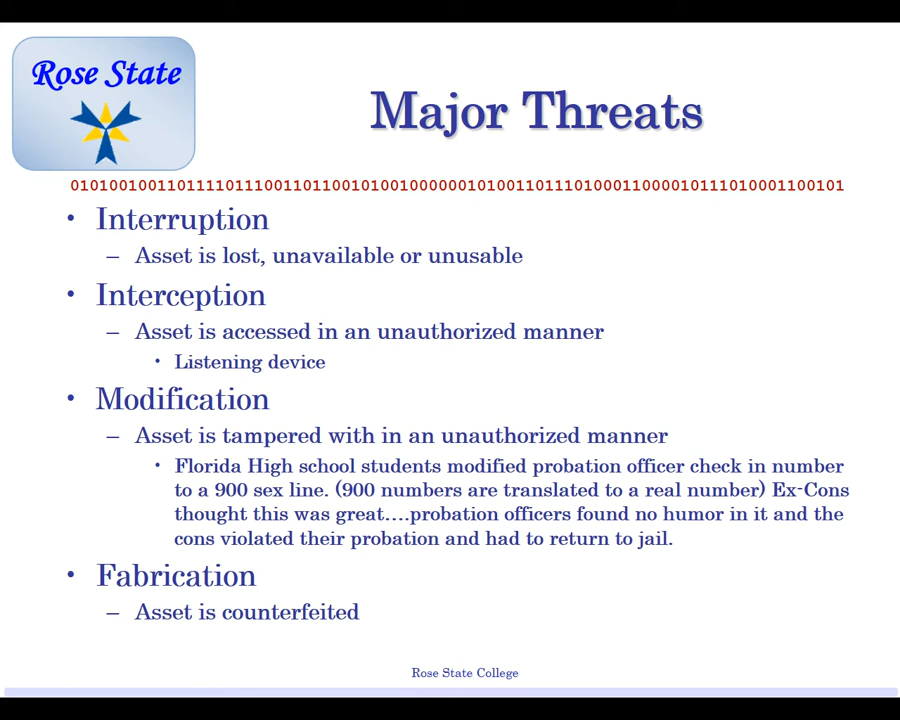 Rose State
Major Threats
01010010011011110111001101100101001000000101001101110100011000010111010001100101
• Interruption
– Asset is lost, unavailable or unusable
• Interception
– Asset is accessed in an unauthorized manner
• Listening device
• Modification
– Asset is tampered with in an unauthorized manner
• Florida High school students modified probation officer check in number
to a 900 sex line. (900 numbers are translated to a real number) Ex-Cons
thought this was great….probation officers found no humor in it and the
cons violated their probation and had to return to jail.
• Fabrication
– Asset is counterfeited
Rose State College